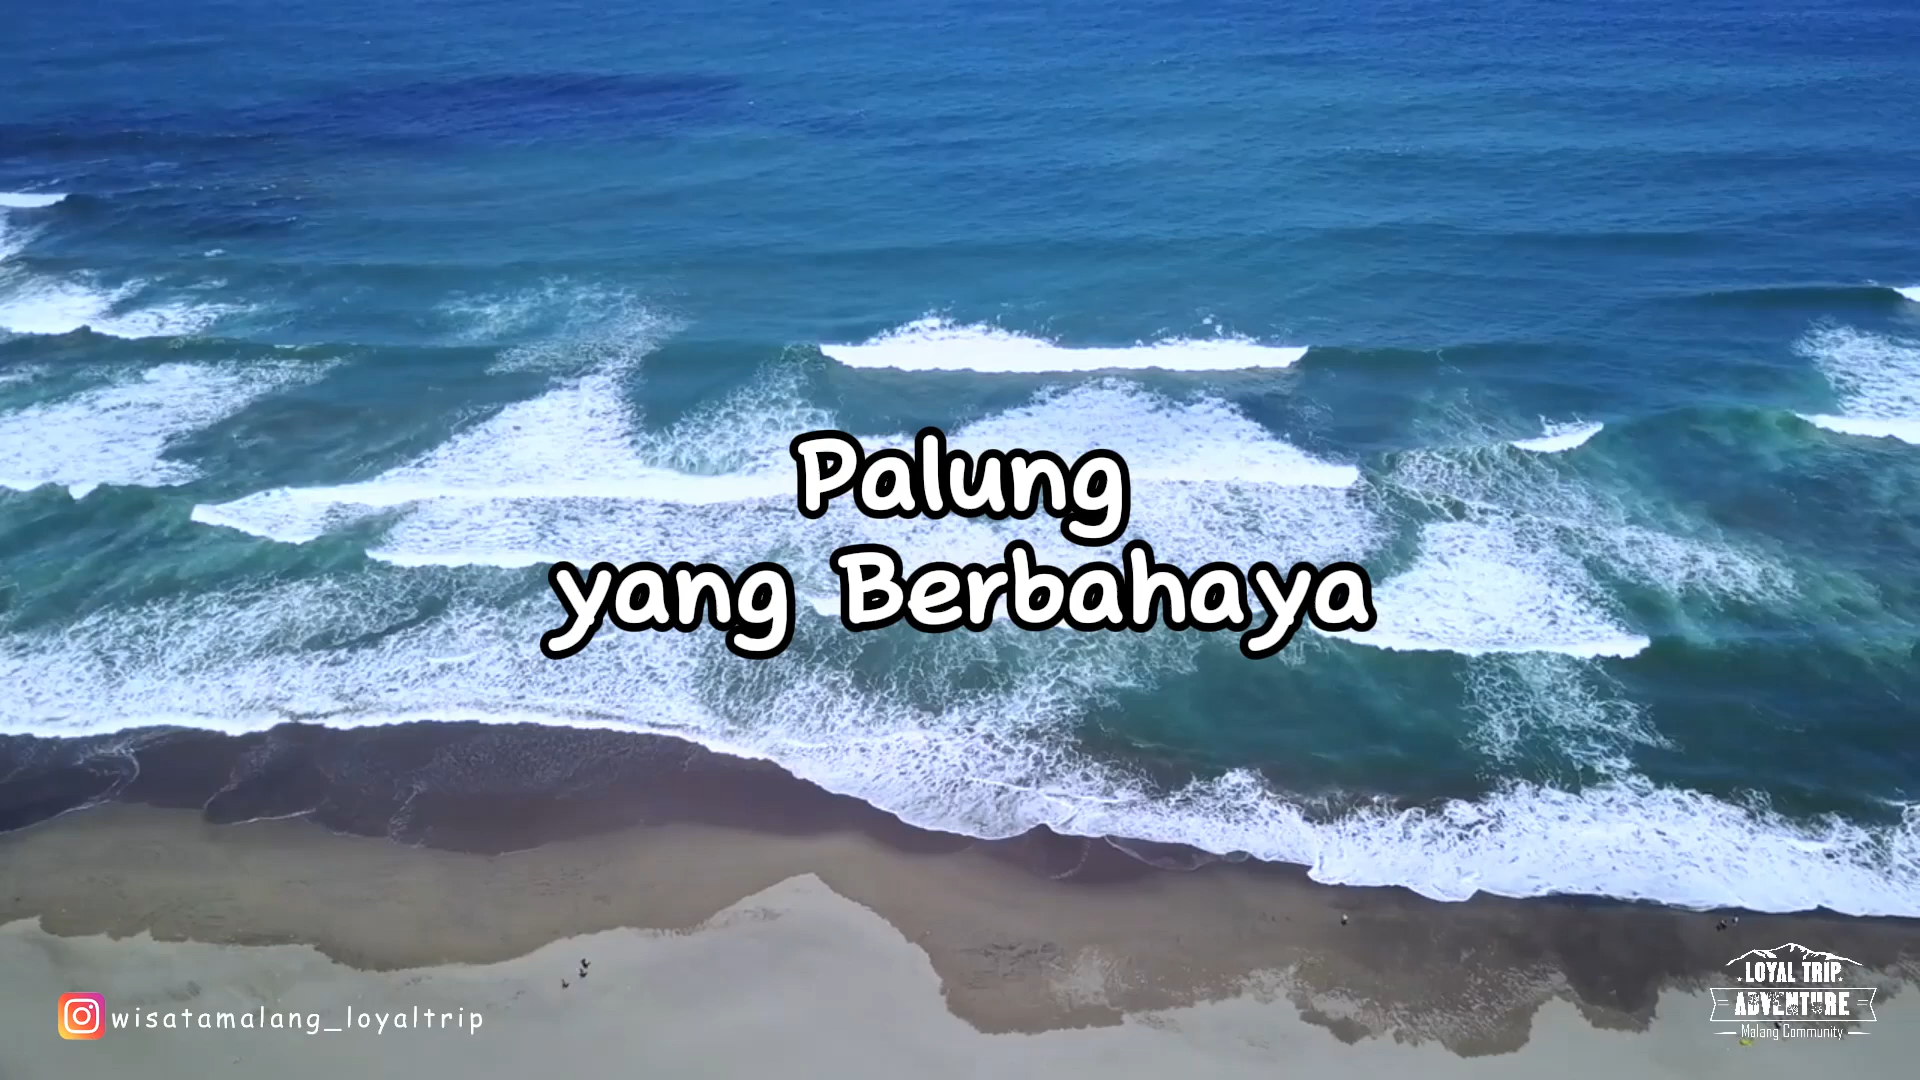 Palung
yang Berbahaya
wisatamalang_loyaltrip
LOYAL TRIP
ADVENTURE
Malang Community